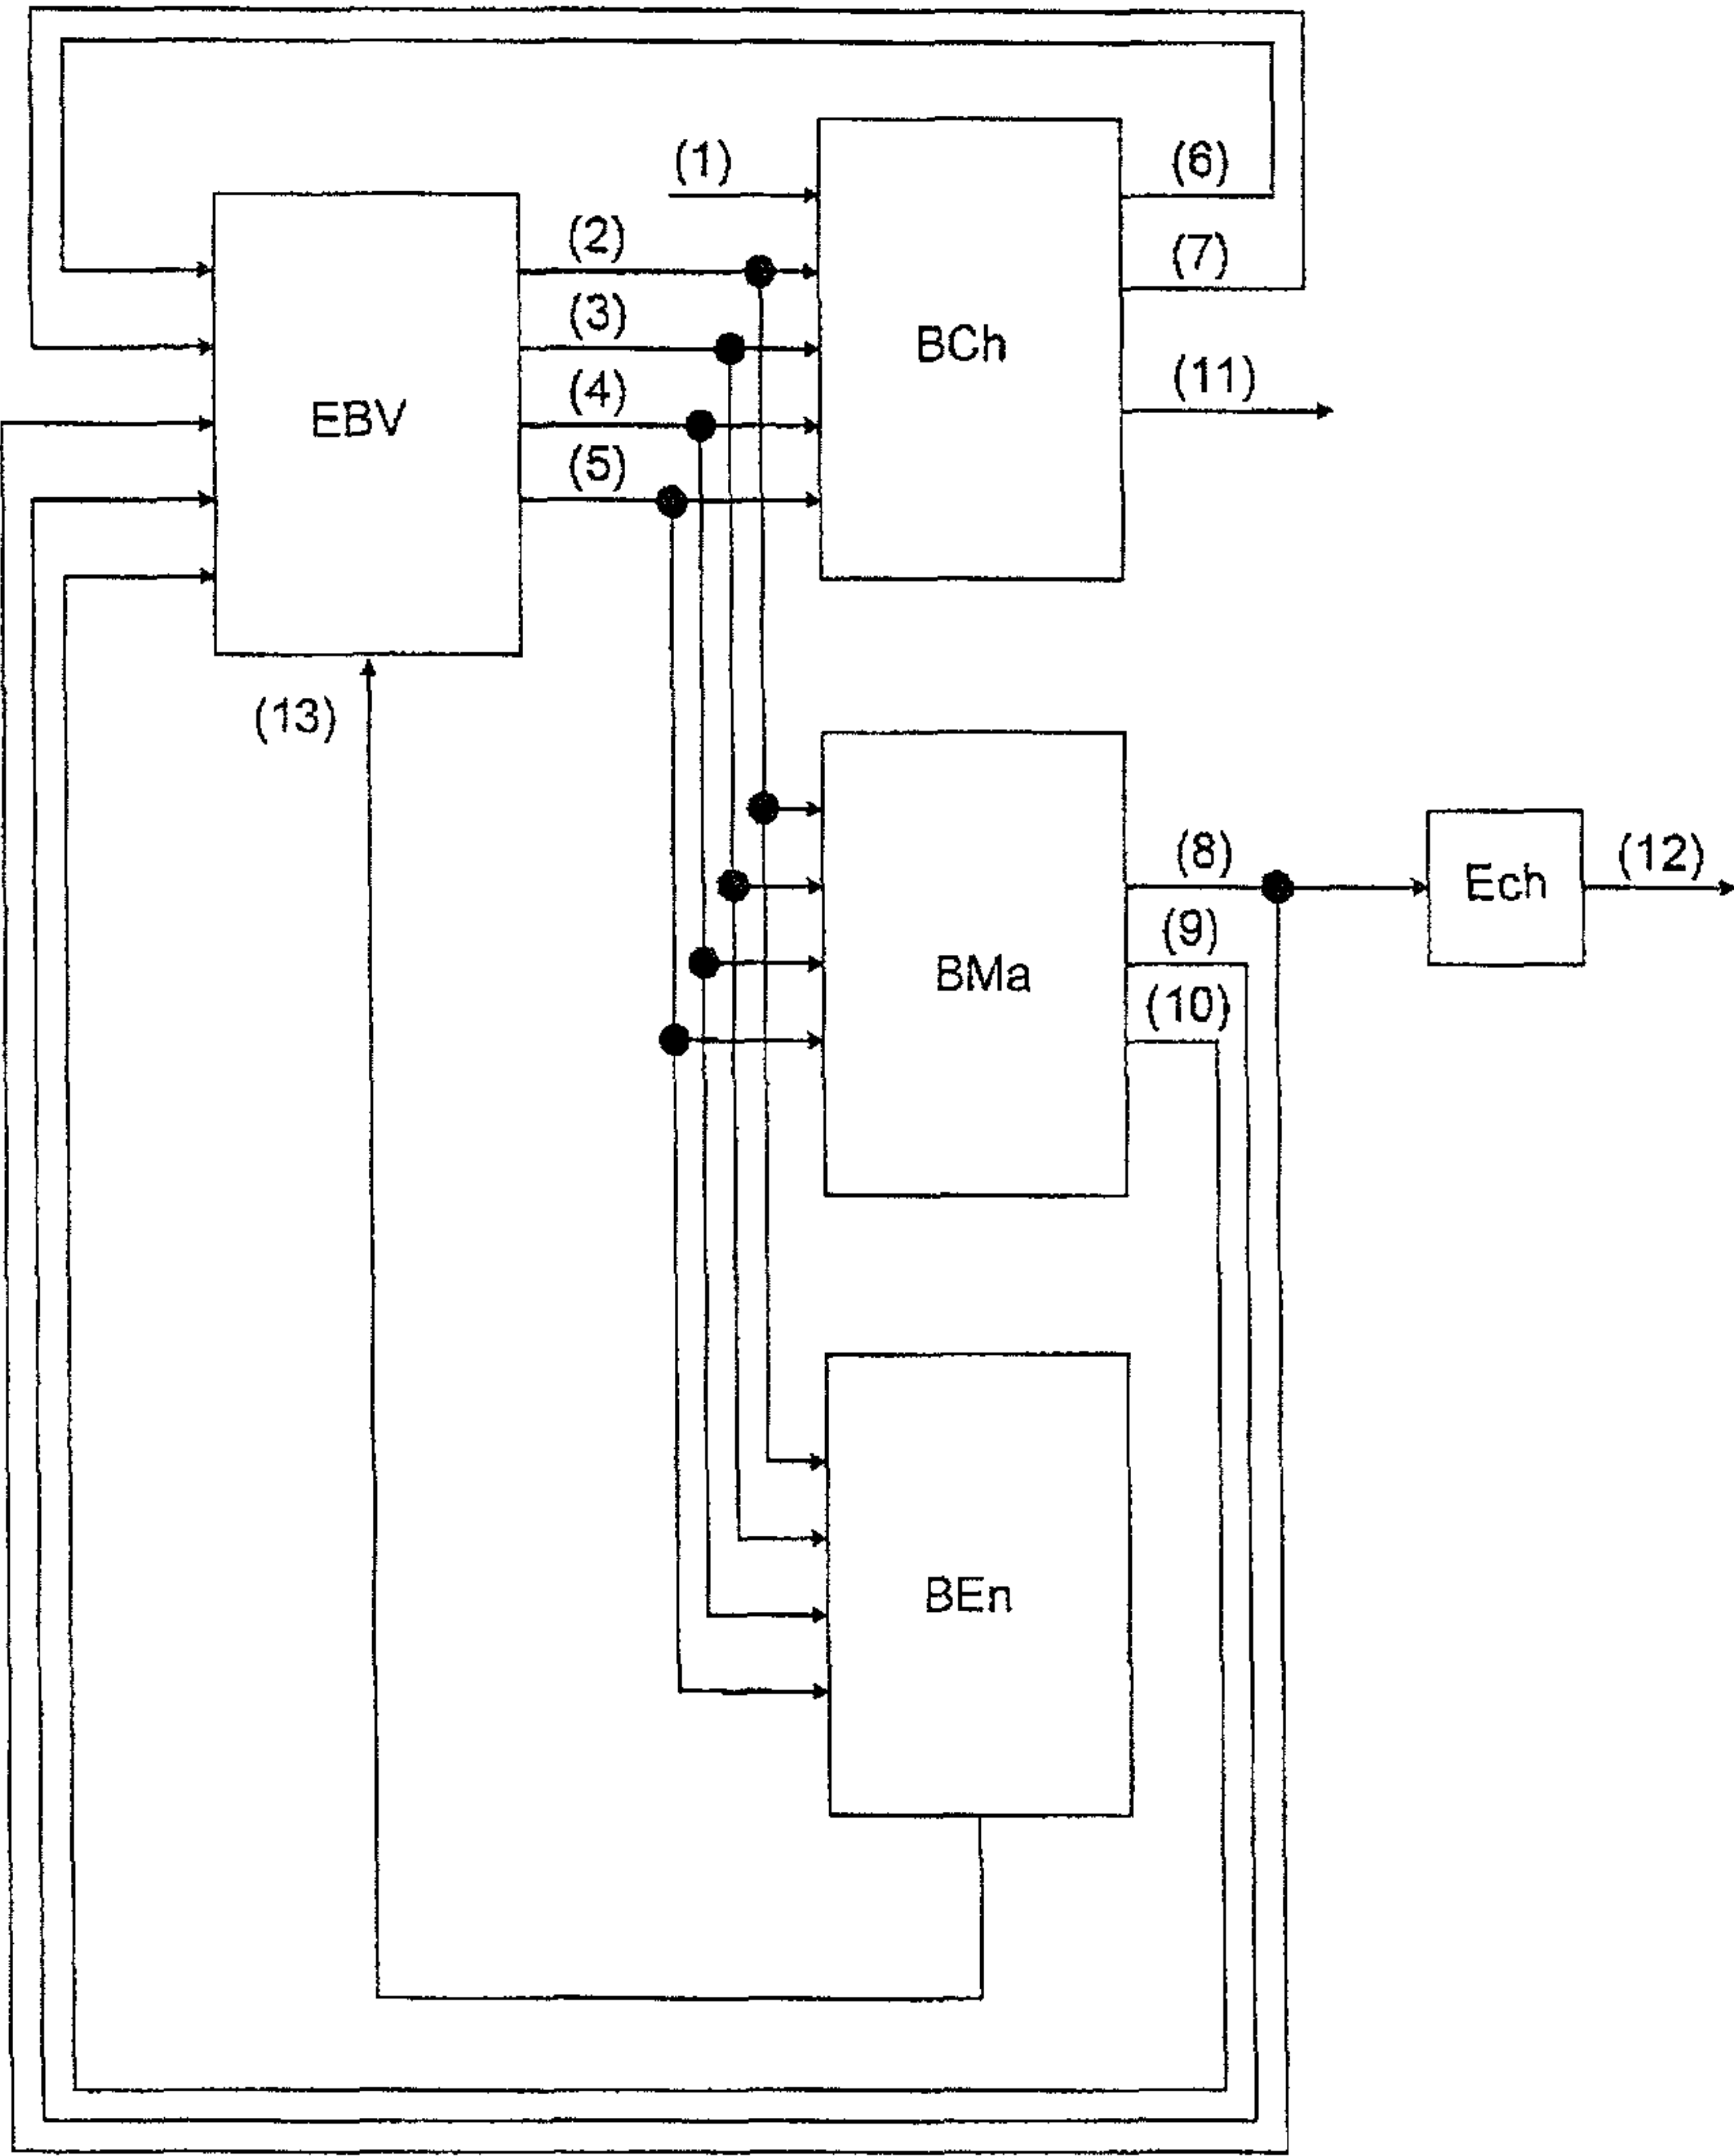 (1)
(6)
(2)
(7)
(3)
BCh
(4)
(11)
EBV
(5)
(13)
(8)
Ech
(12)
(9)
BMa
(10)
BEn